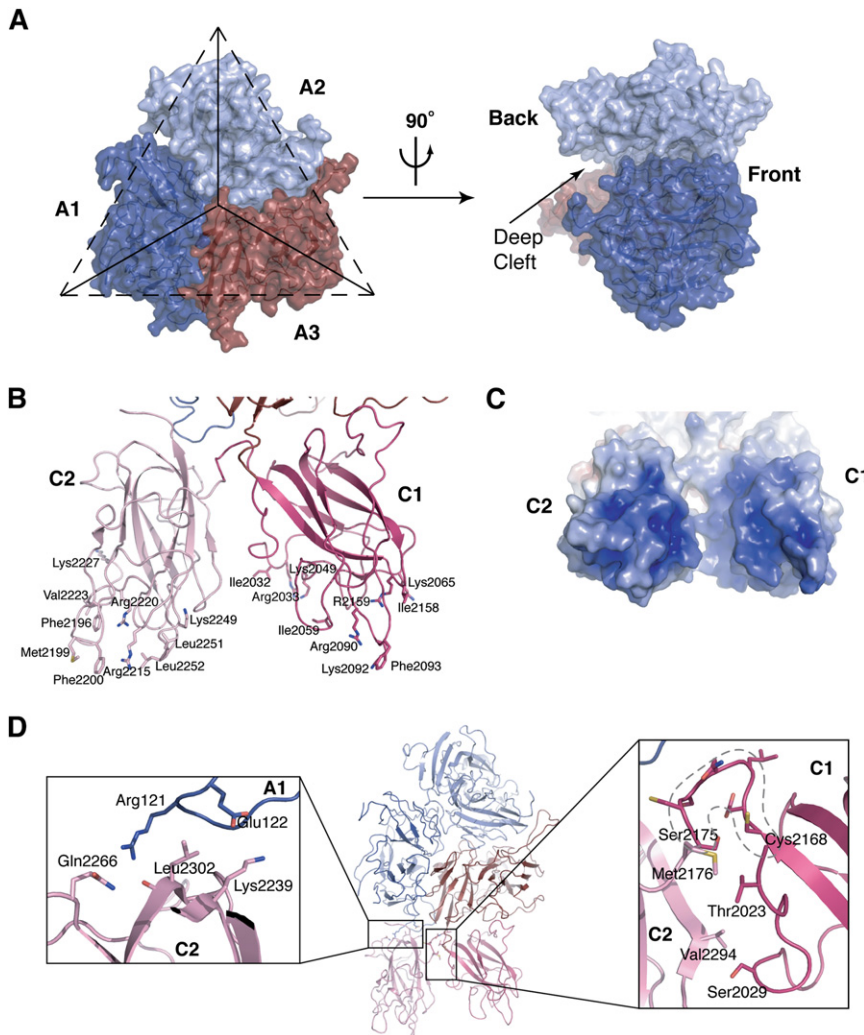 A
A2
A1
A3
90°
Back
Front
Deep
Cleft
B
C2
C1
Lys2227
Val2223
Arg2220
Phe2196
Lys2249
Met2199
Leu2251
Leu2252
Arg2215
Phe2200
Ile2032
Lys2049
Arg2033
R2159
Lys2065
Ile2158
Ile2059
Arg2090
Lys2092
Phe2093
C
C2
C1
D
A1
Arg121
Glu122
Gln2266
Leu2302
Lys2239
C2
C1
Ser2175
Cys2168
Met2176
Thr2023
C2
Val2294
Ser2029